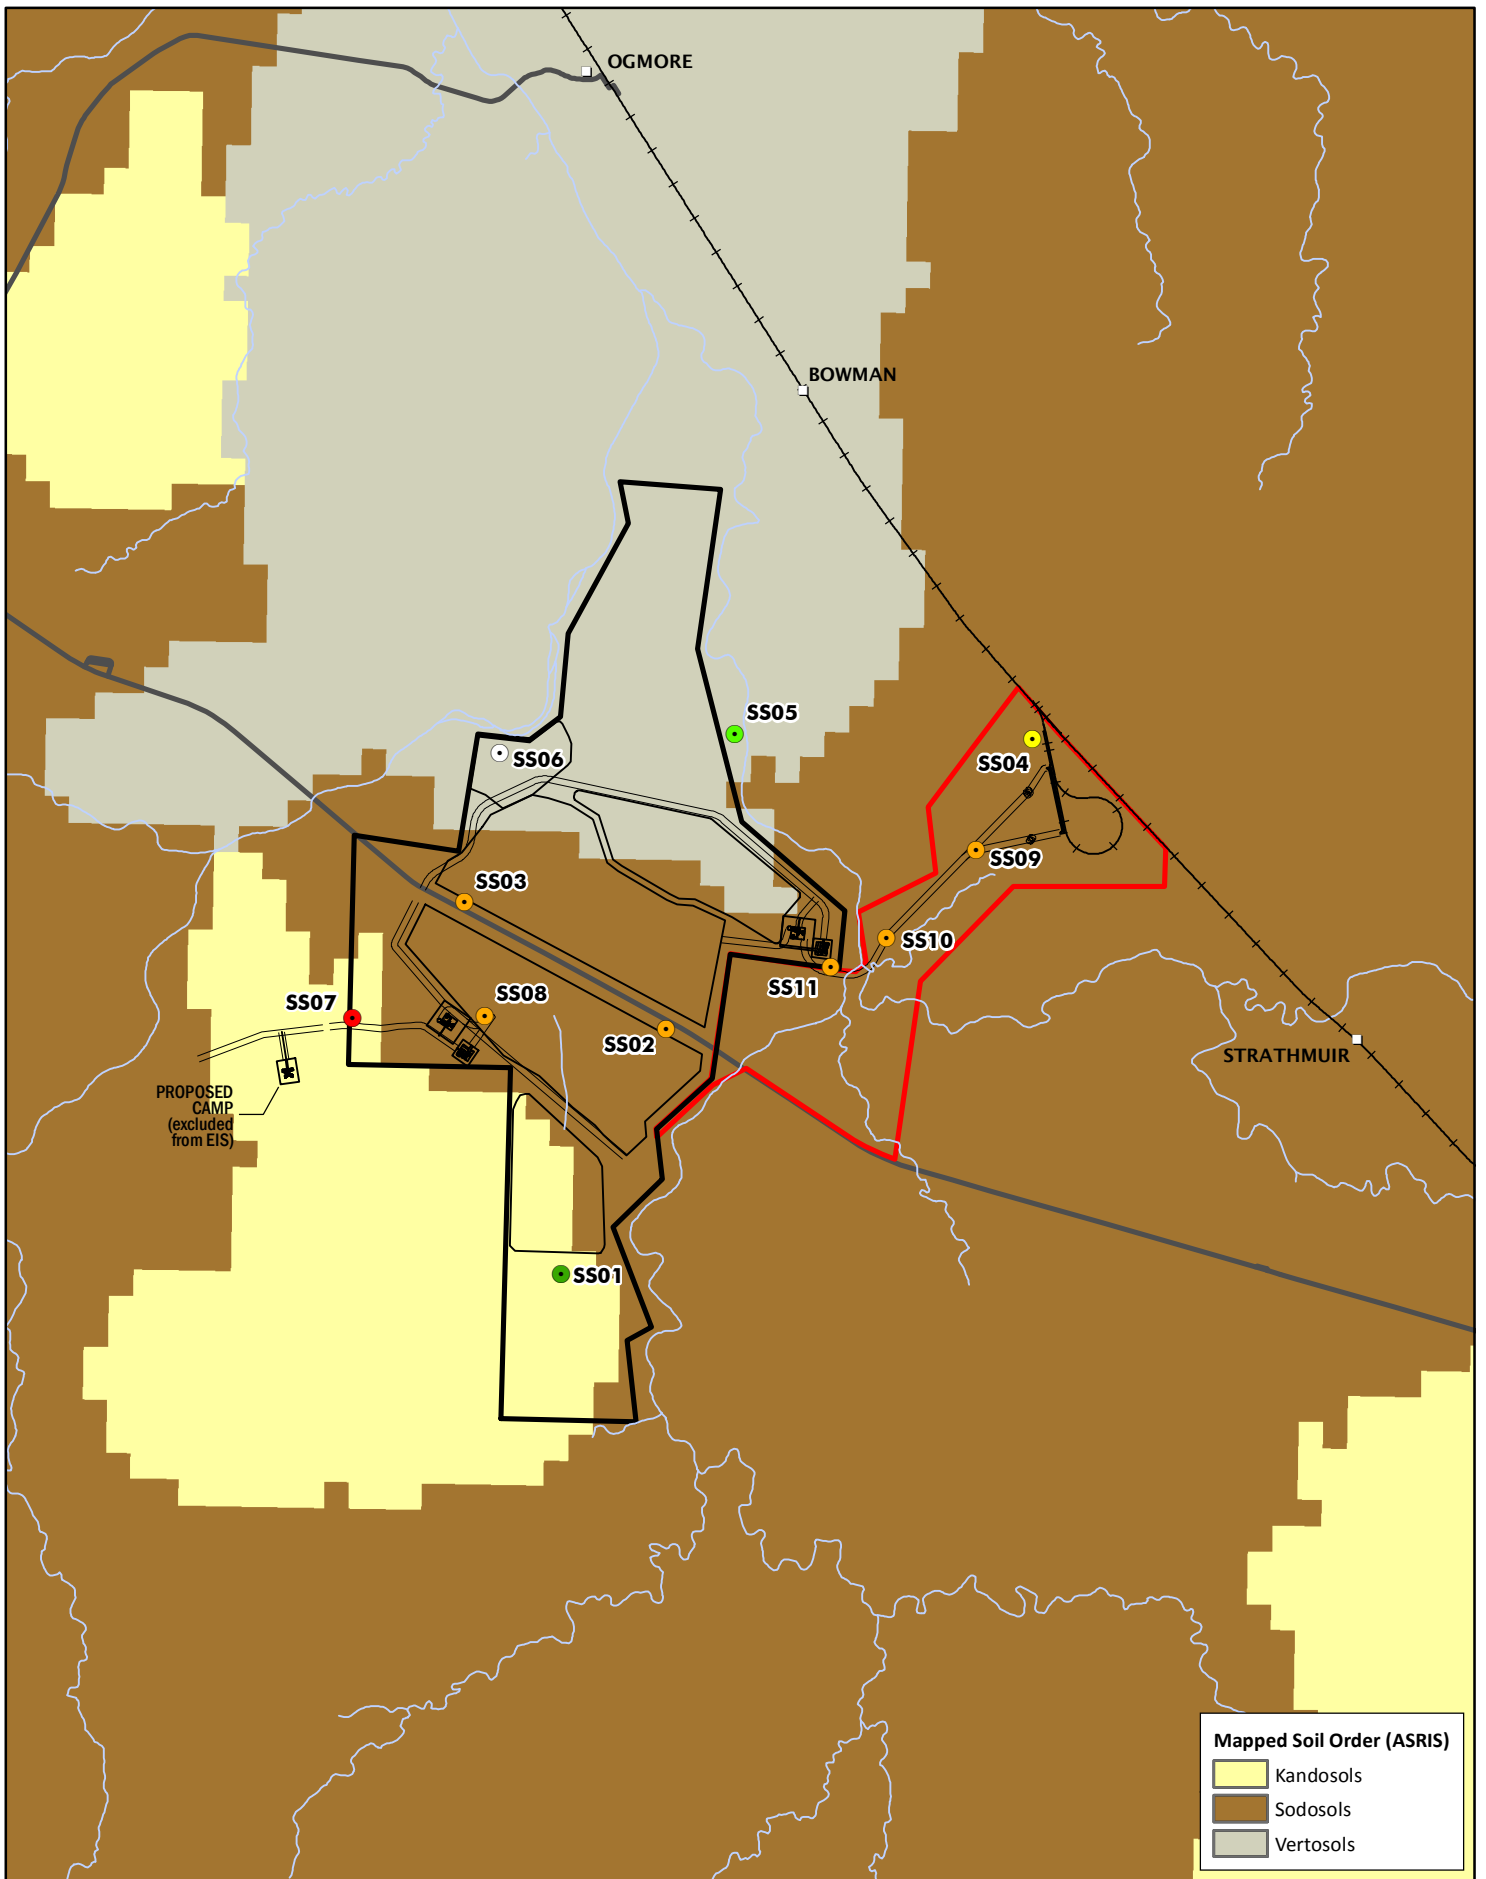 OGMORE
BOWMAN
SS05
SS06
SS04
SS09
SS03
SS10
SS11
SS07
SS08
SS02
STRATHMUIR
PROPOSED
CAMP
(excluded
from EIS)
SS01
Mapped Soil Order (ASRIS)
Kandosols
Sodosols
Vertosols